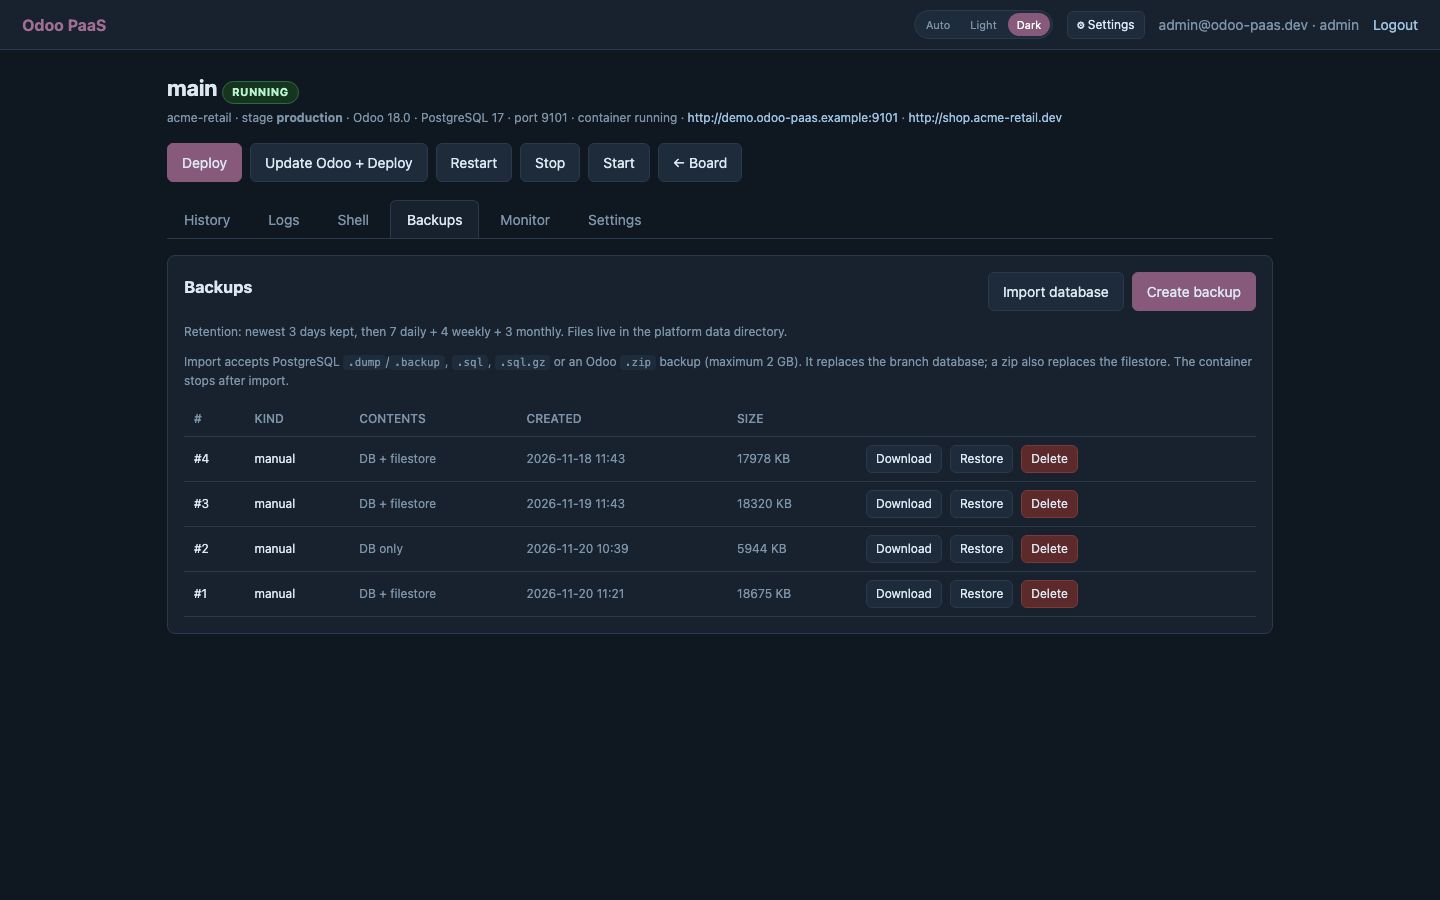 Odoo PaaS
Auto Light Dark
⚙ Settings
admin@odoo-paas.dev · admin
Logout
main RUNNING
acme-retail · stage production · Odoo 18.0 · PostgreSQL 17 · port 9101 · container running · http://demo.odoo-paas.example:9101 · http://shop.acme-retail.dev
Deploy Update Odoo + Deploy Restart Stop Start ← Board
History Logs Shell Backups Monitor Settings
Backups
Import database Create backup
Retention: newest 3 days kept, then 7 daily + 4 weekly + 3 monthly. Files live in the platform data directory.
Import accepts PostgreSQL .dump / .backup , .sql , .sql.gz or an Odoo .zip backup (maximum 2 GB). It replaces the branch database; a zip also replaces the filestore. The container
stops after import.
# KIND CONTENTS CREATED SIZE
#4 manual DB + filestore 2026-11-18 11:43 17978 KB Download Restore Delete
#3 manual DB + filestore 2026-11-19 11:43 18320 KB Download Restore Delete
#2 manual DB only 2026-11-20 10:39 5944 KB Download Restore Delete
#1 manual DB + filestore 2026-11-20 11:21 18675 KB Download Restore Delete